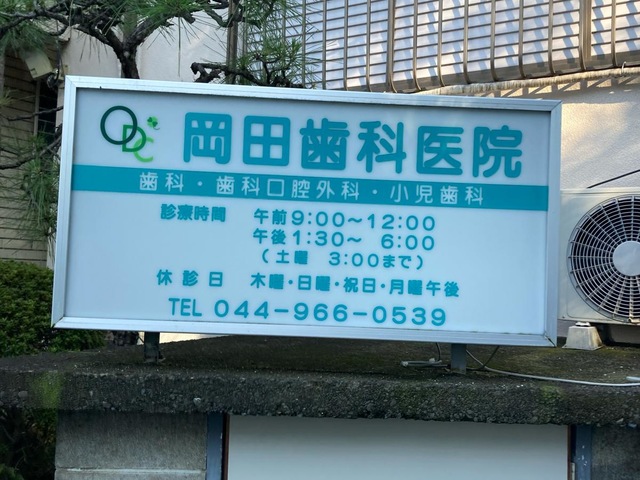 ODC 岡田歯科医院
歯科・歯科口腔外科・小児歯科
診療時間 午前9:00～12:00
午後1:30～ 6:00
(土曜 3:00まで)
休診日 木曜・日曜・祝日・月曜午後
TEL 044-966-0539